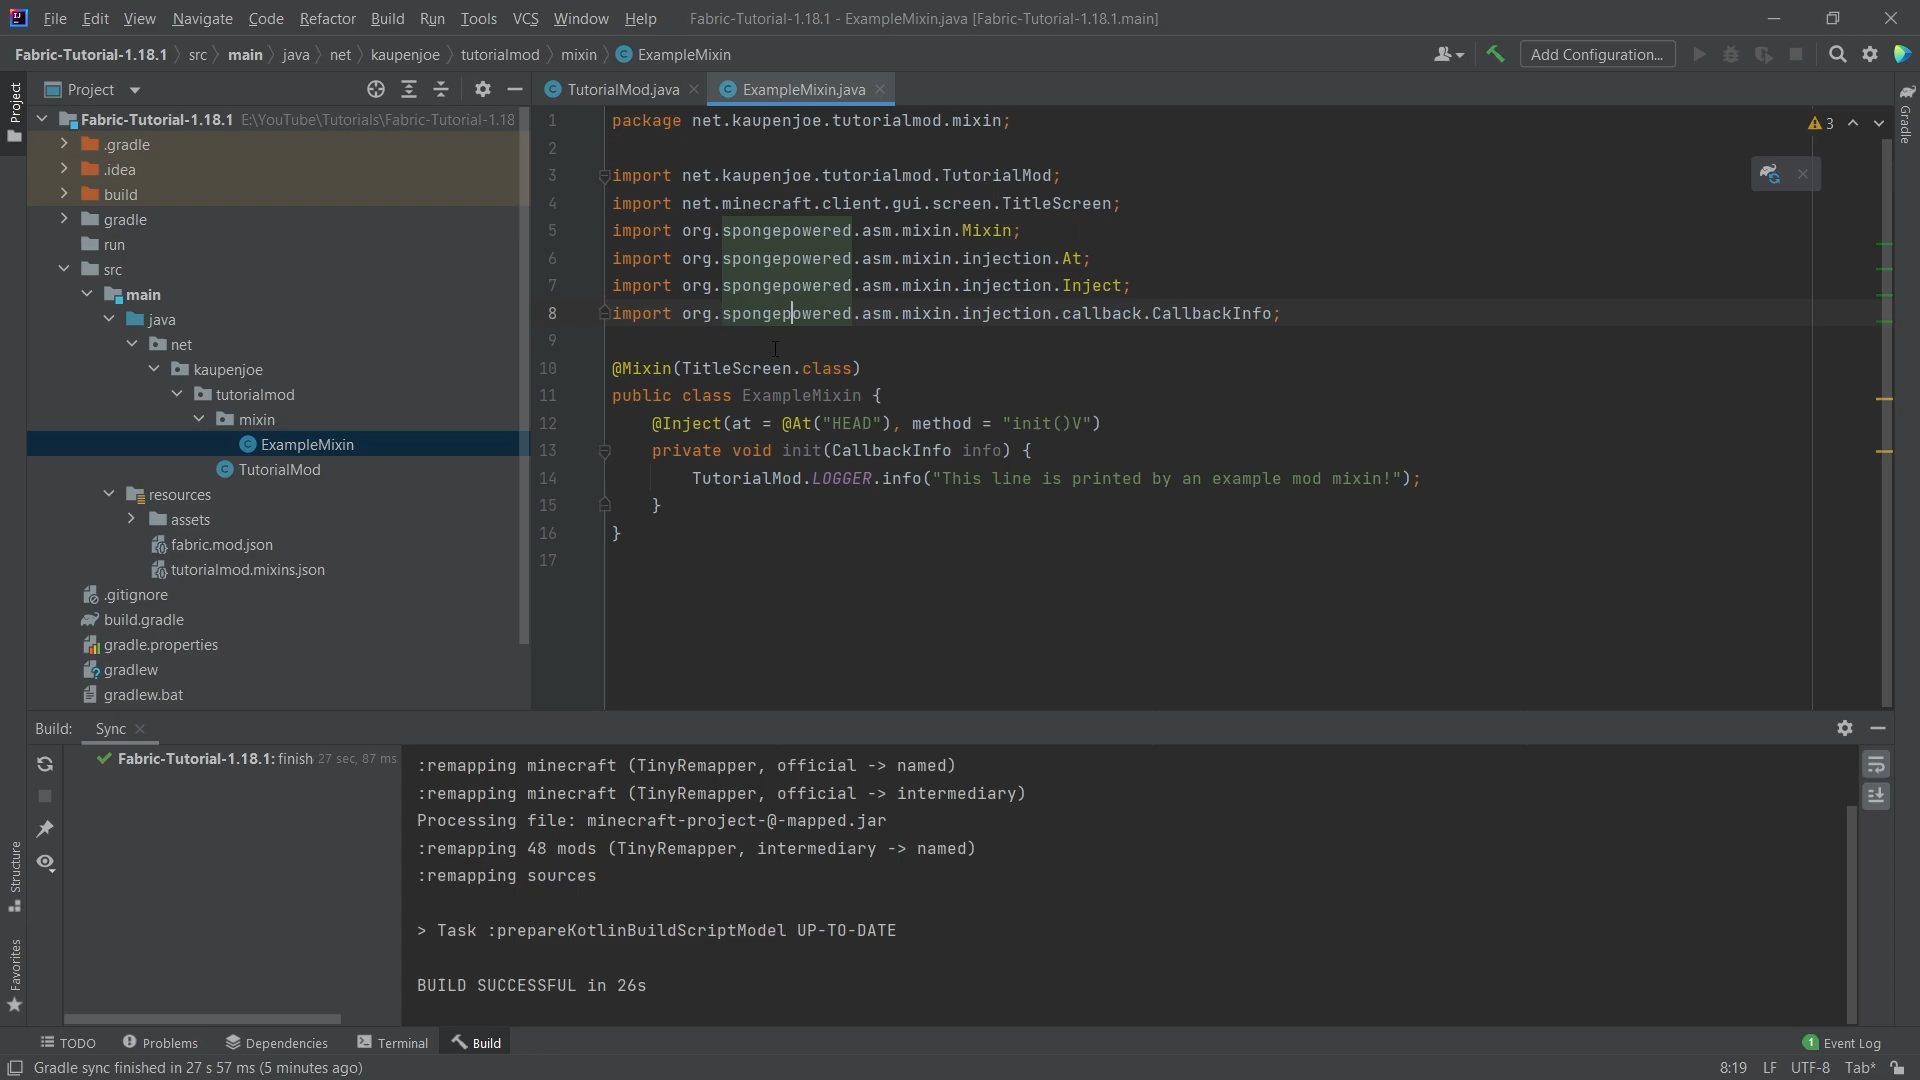 File Edit View Navigate Code Refactor Build Run Tools VCS Window Help Fabric-Tutorial-1.18.1 - ExampleMixin.java [Fabric-Tutorial-1.18.1.main]
Fabric-Tutorial-1.18.1 src main java net kaupenjoe tutorialmod mixin ExampleMixin Add Configuration...
Project
Project
TutorialMod.java ExampleMixin.java
Gradle
Fabric-Tutorial-1.18.1 E:\YouTube\Tutorials\Fabric-Tutorial-1.18
.gradle
.idea
build
gradle
run
src
main
java
net
kaupenjoe
tutorialmod
mixin
ExampleMixin
TutorialMod
resources
assets
fabric.mod.json
tutorialmod.mixins.json
.gitignore
build.gradle
gradle.properties
gradlew
gradlew.bat
3
1 package net.kaupenjoe.tutorialmod.mixin;
2
3 import net.kaupenjoe.tutorialmod.TutorialMod;
4 import net.minecraft.client.gui.screen.TitleScreen;
5 import org.spongepowered.asm.mixin.Mixin;
6 import org.spongepowered.asm.mixin.injection.At;
7 import org.spongepowered.asm.mixin.injection.Inject;
8 import org.spongepowered.asm.mixin.injection.callback.CallbackInfo;
9
10 @Mixin(TitleScreen.class)
11 public class ExampleMixin {
12 @Inject(at = @At("HEAD"), method = "init()V")
13 private void init(CallbackInfo info) {
14 TutorialMod.LOGGER.info("This line is printed by an example mod mixin!");
15 }
16 }
17
Build: Sync
Fabric-Tutorial-1.18.1: finish 27 sec, 87 ms
:remapping minecraft (TinyRemapper, official -> named)
:remapping minecraft (TinyRemapper, official -> intermediary)
Processing file: minecraft-project-@-mapped.jar
:remapping 48 mods (TinyRemapper, intermediary -> named)
:remapping sources
> Task :prepareKotlinBuildScriptModel UP-TO-DATE
BUILD SUCCESSFUL in 26s
Structure
Favorites
TODO Problems Dependencies Terminal Build 1 Event Log
Gradle sync finished in 27 s 57 ms (5 minutes ago) 8:19 LF UTF-8 Tab*